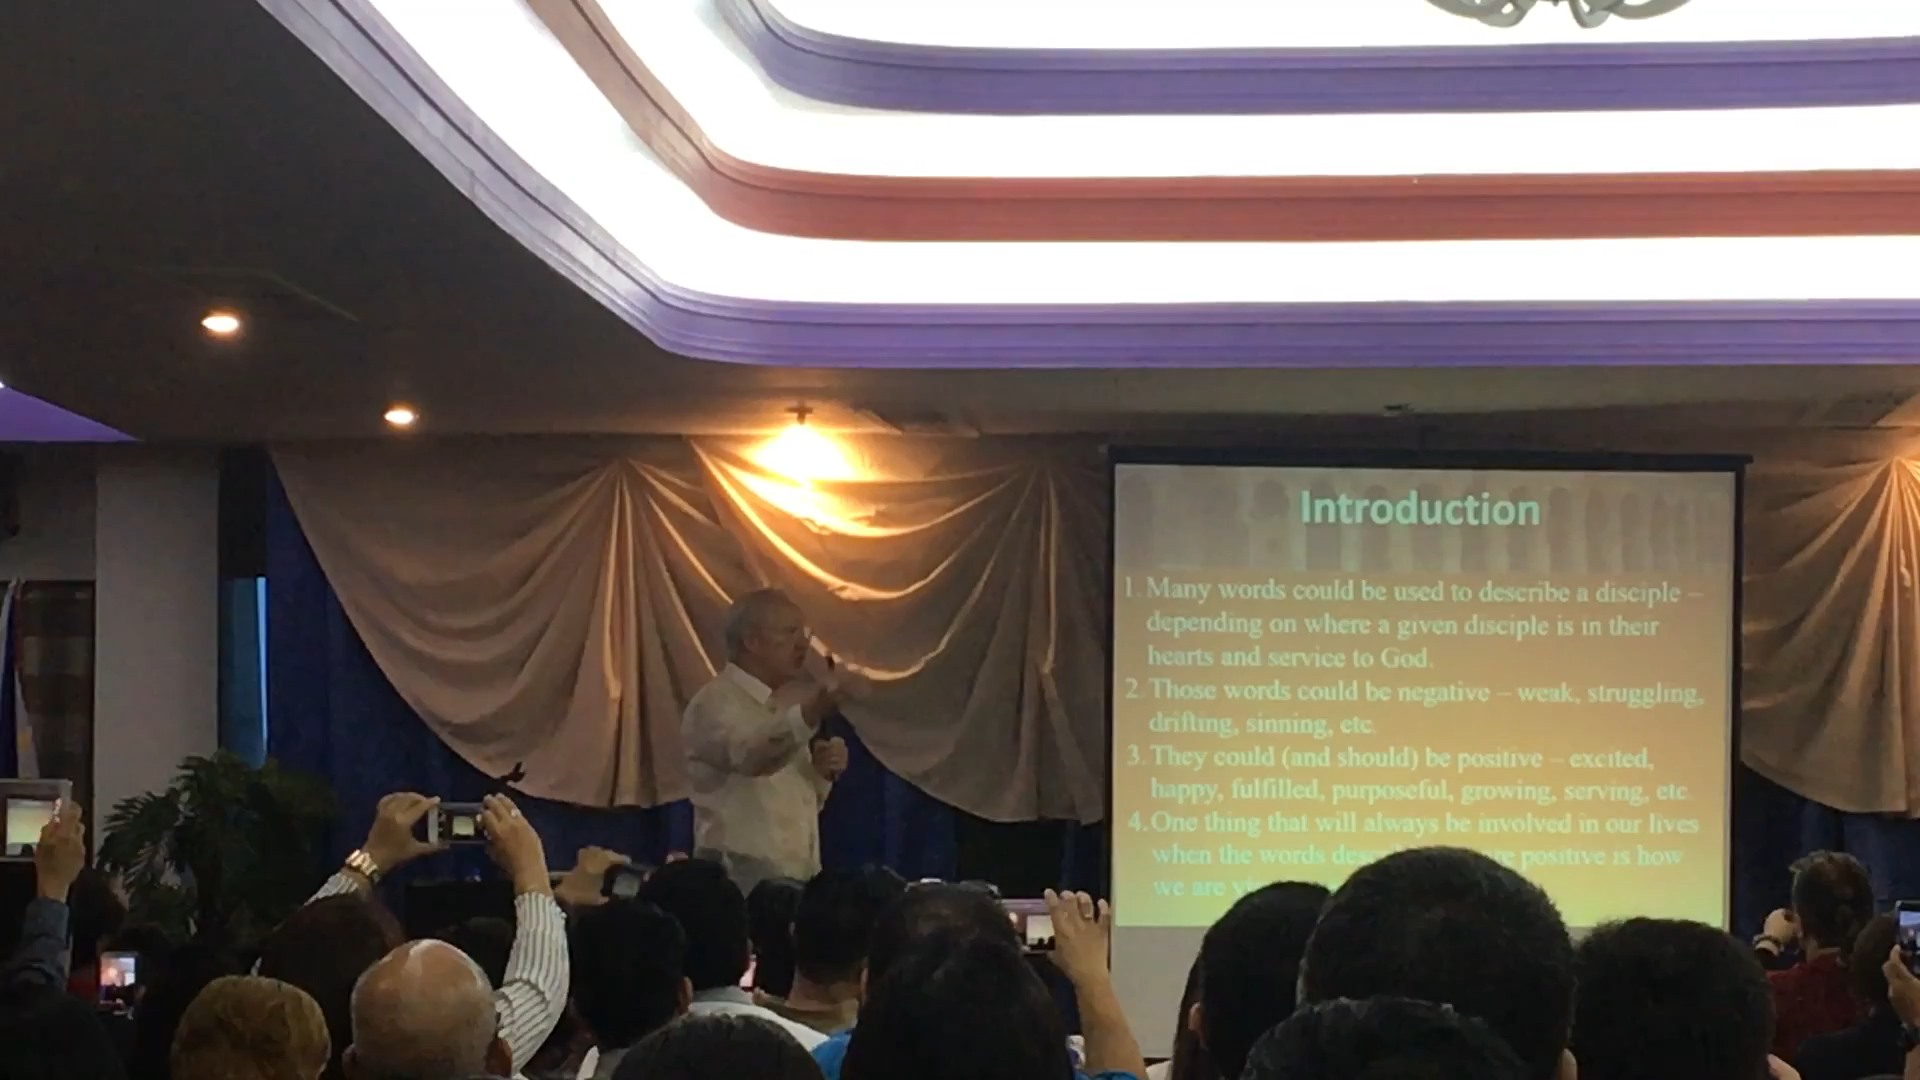 Introduction
1. Many words could be used to describe a disciple –
depending on where a given disciple is in their
hearts and service to God.
2. Those words could be negative – weak, struggling,
drifting, sinning, etc.
3. They could (and should) be positive – excited,
happy, fulfilled, purposeful, growing, serving, etc.
4. One thing that will always be involved in our lives
when the words positive is how
we are